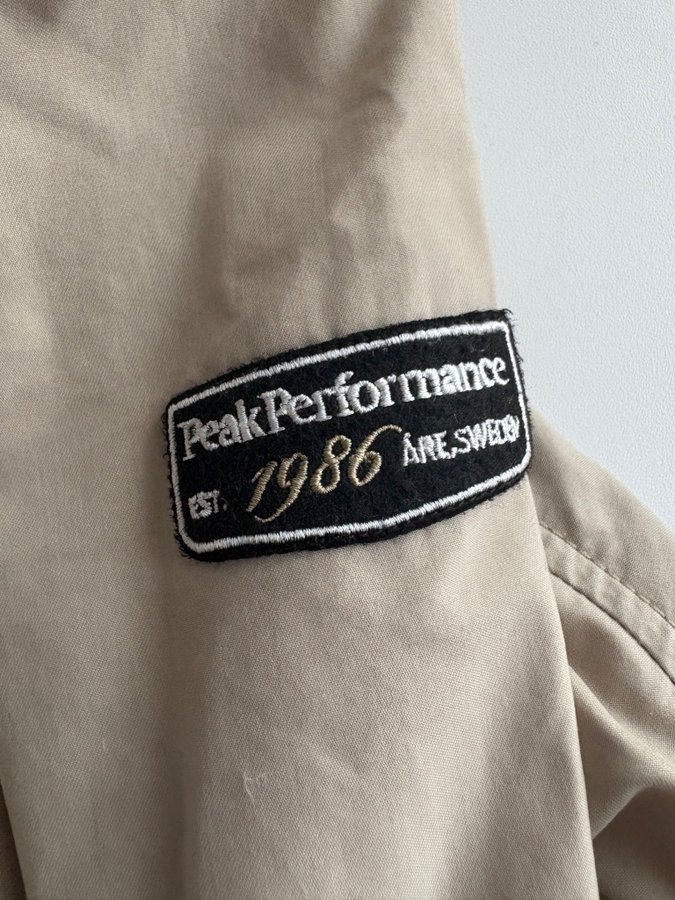 PeakPerformance
EST. 1986 ÅRE, SWEDEN